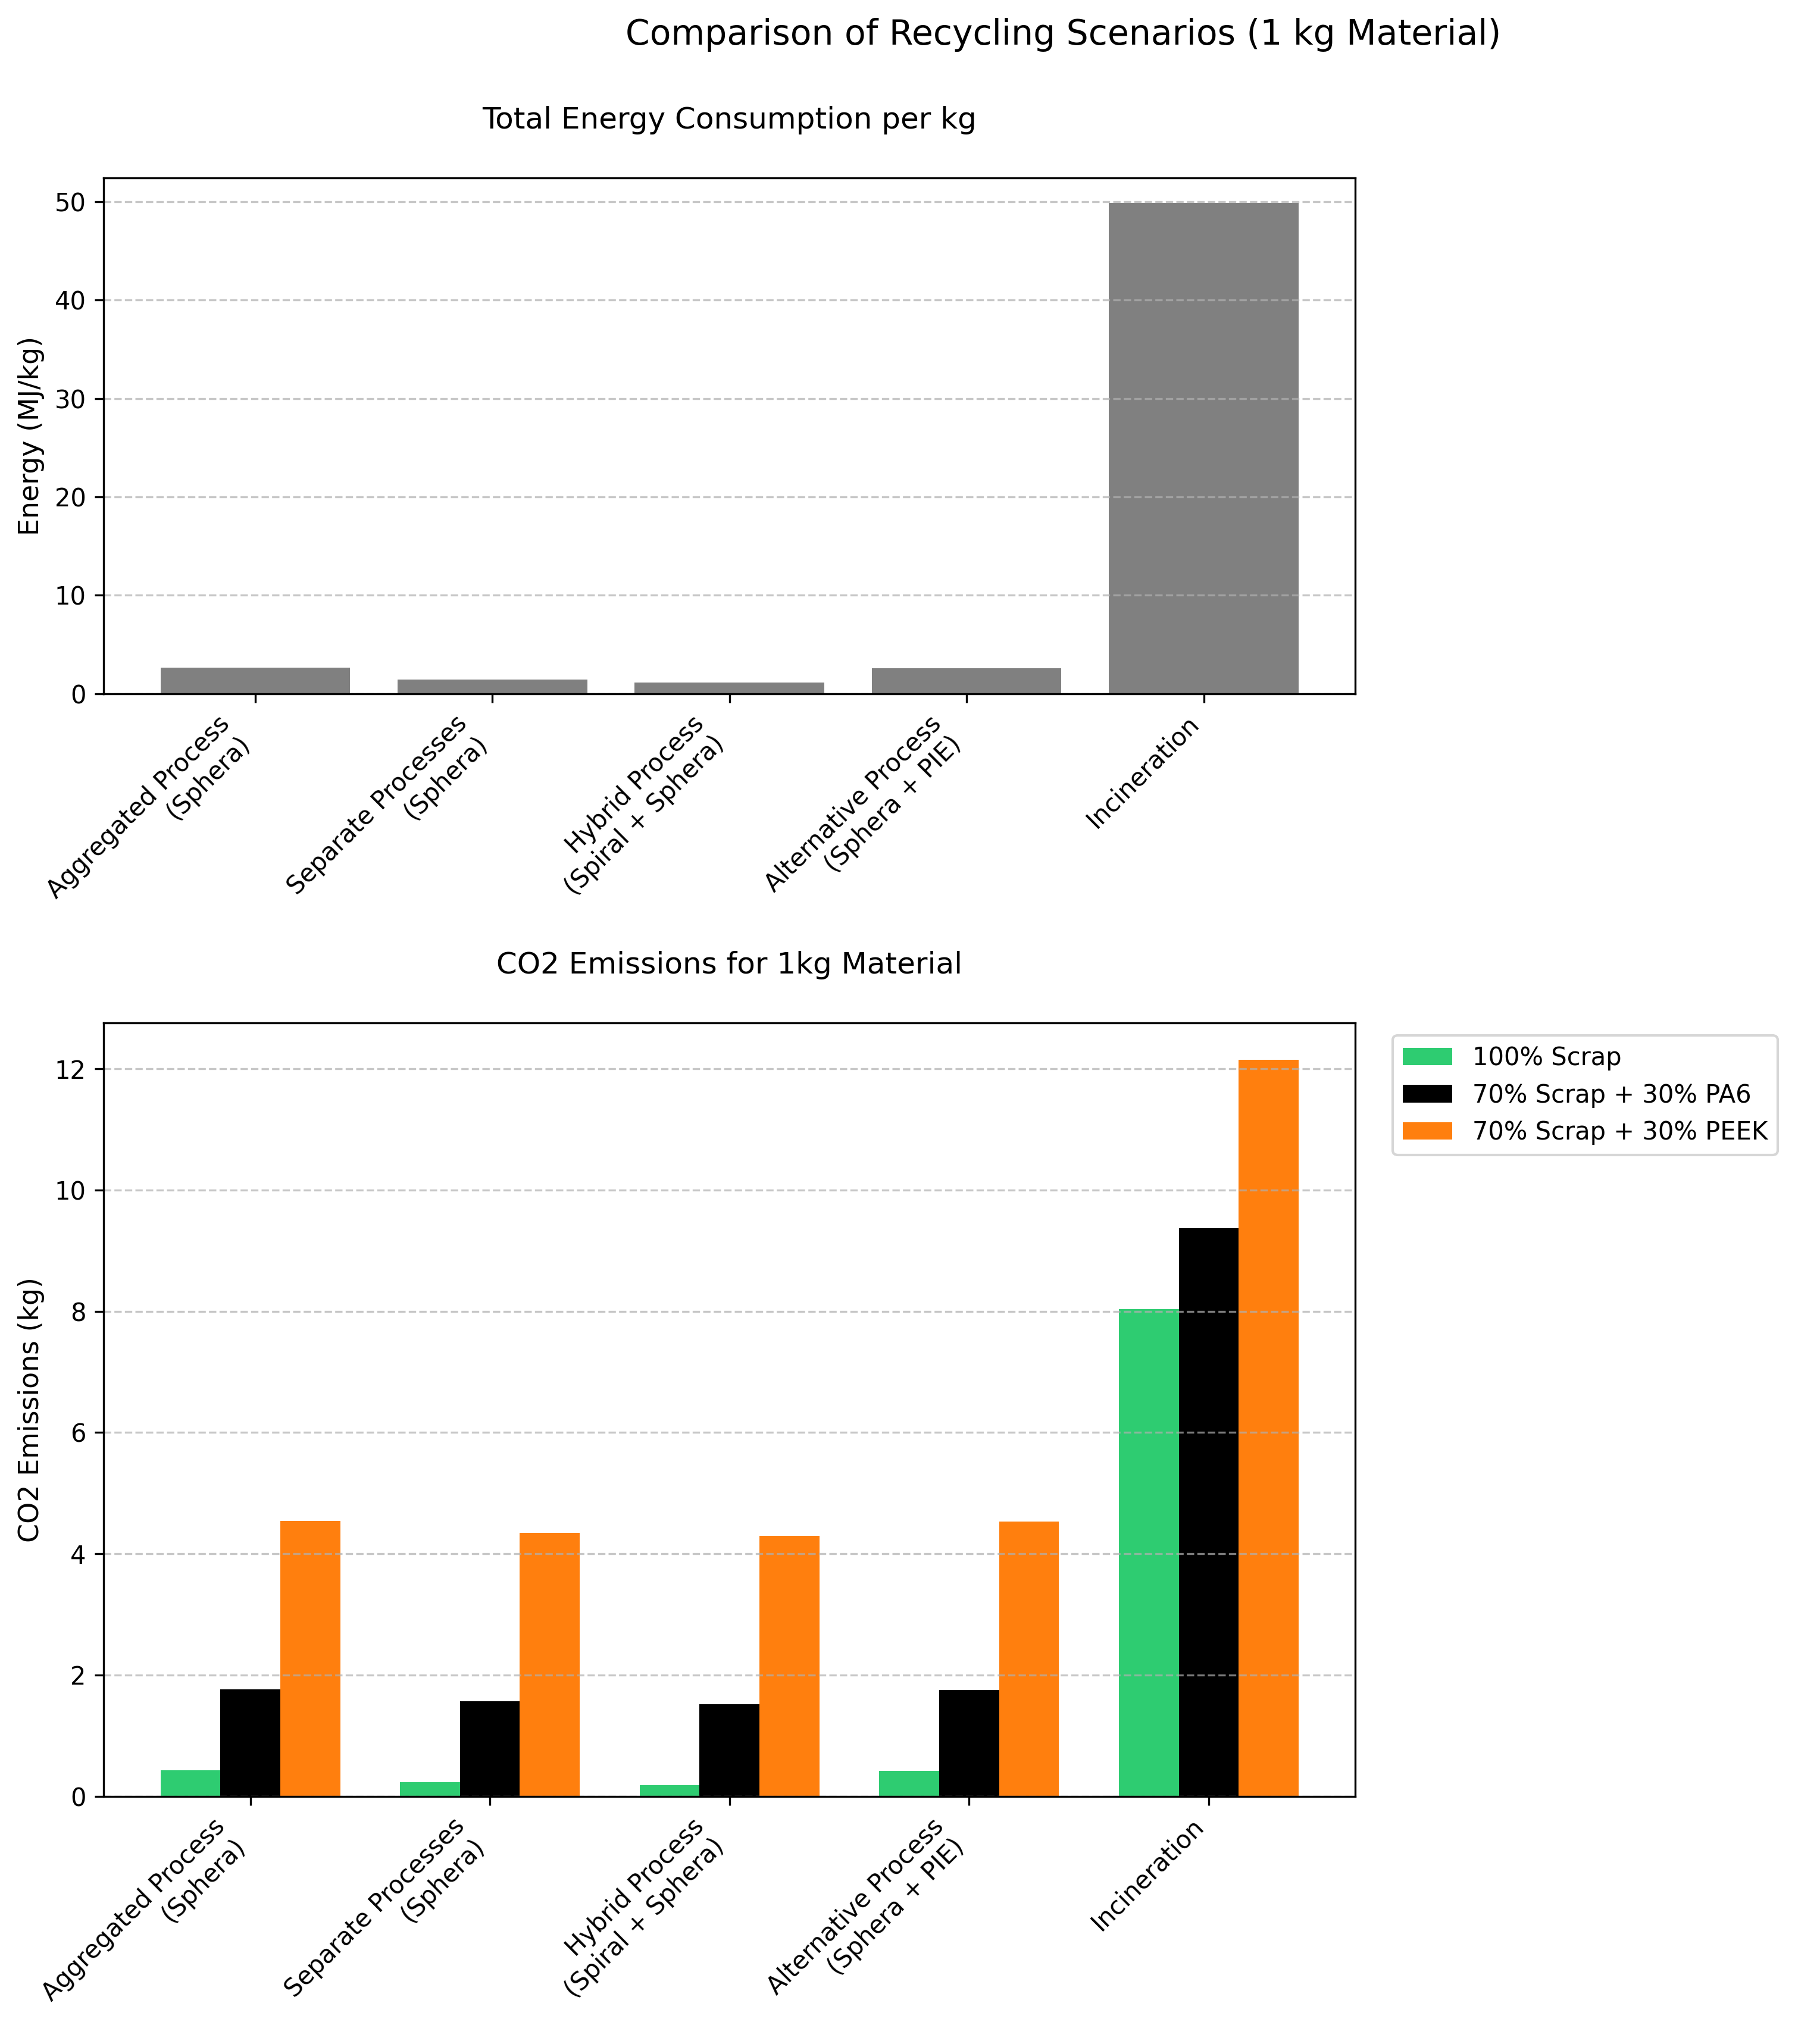 Comparison of Recycling Scenarios (1 kg Material)
Total Energy Consumption per kg
Energy (MJ/kg)
50
40
30
20
10
0
Aggregated Process
(Sphera)
Separate Processes
(Sphera)
Hybrid Process
(Spiral + Sphera)
Alternative Process
(Sphera + PIE)
Incineration
CO2 Emissions for 1kg Material
CO2 Emissions (kg)
12
10
8
6
4
2
0
100% Scrap
70% Scrap + 30% PA6
70% Scrap + 30% PEEK
Aggregated Process
(Sphera)
Separate Processes
(Sphera)
Hybrid Process
(Spiral + Sphera)
Alternative Process
(Sphera + PIE)
Incineration